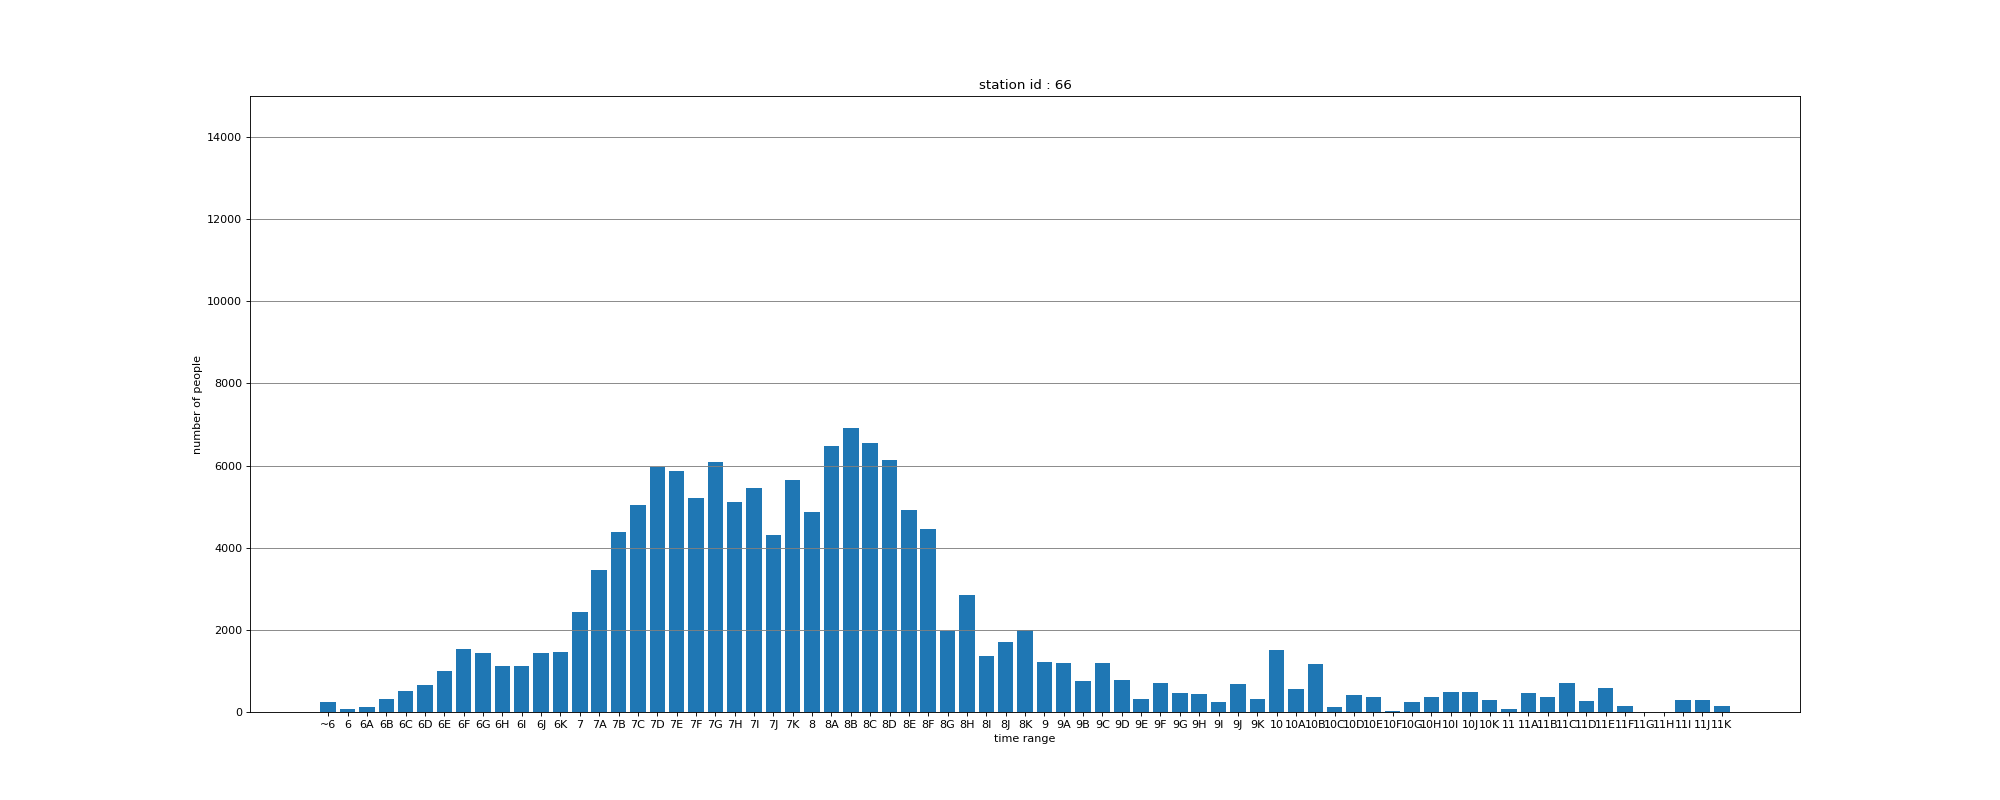 station id : 66
14000
12000
10000
8000
6000
4000
2000
0
number of people
~6 6 6A 6B 6C 6D 6E 6F 6G 6H 6I 6J 6K 7 7A 7B 7C 7D 7E 7F 7G 7H 7I 7J 7K 8 8A 8B 8C 8D 8E 8F 8G 8H 8I 8J 8K 9 9A 9B 9C 9D 9E 9F 9G 9H 9I 9J 9K 10 10A 10B 10C 10D 10E 10F 10G 10H 10I 10J 10K 11 11A 11B 11C 11D 11E 11F 11G 11H 11I 11J 11K
time range